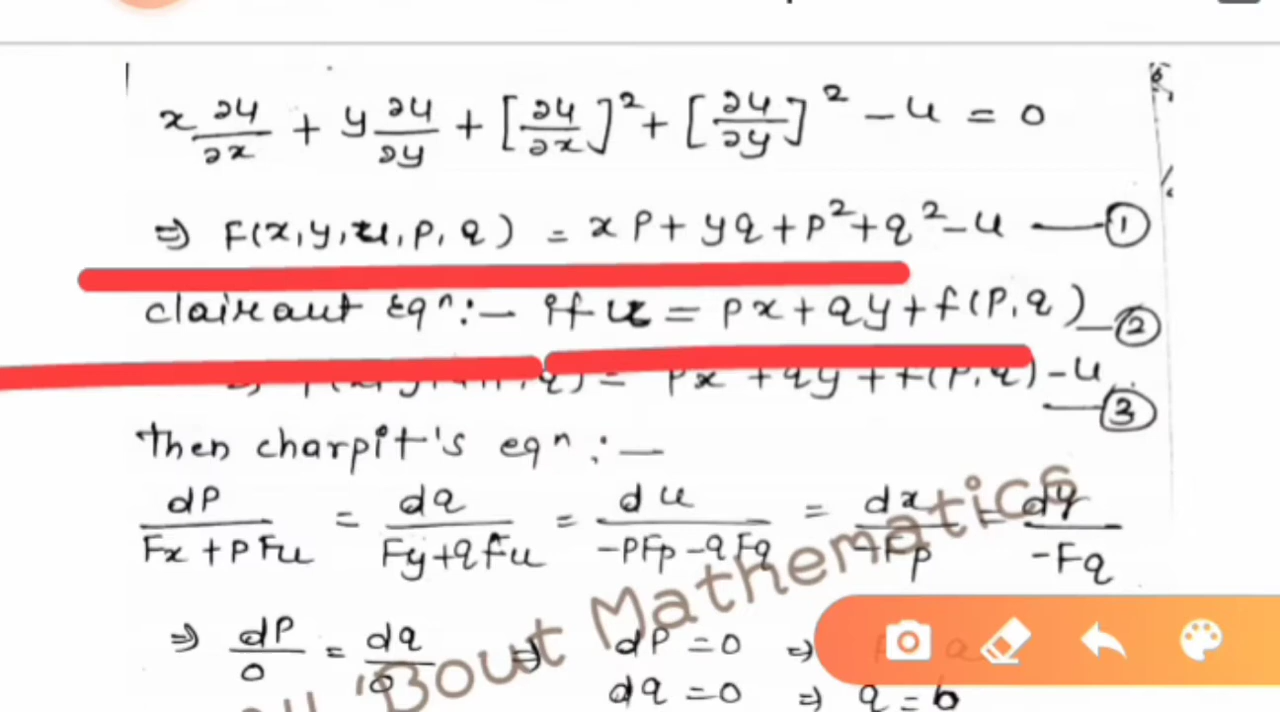 x ∂u/∂x + y ∂u/∂y + [∂u/∂x]² + [∂u/∂y]² - u = 0
⇒ F(x, y, u, p, q) = xp + yq + p² + q² - u — ①
clairaut Eqⁿ:- if u = px + qy + f(p, q) — ②
= px + qy + f(p, q) - u — ③
then charpit's eqⁿ :—
dp/(Fx + pFu) = dq/(Fy + qFu) = du/(-pFp - qFq) = dx/-Fp = dy/-Fq
⇒ dp/0 = dq/0 ⇒ dp = 0 ⇒
dq = 0 ⇒ q = b
'Bout Mathematics